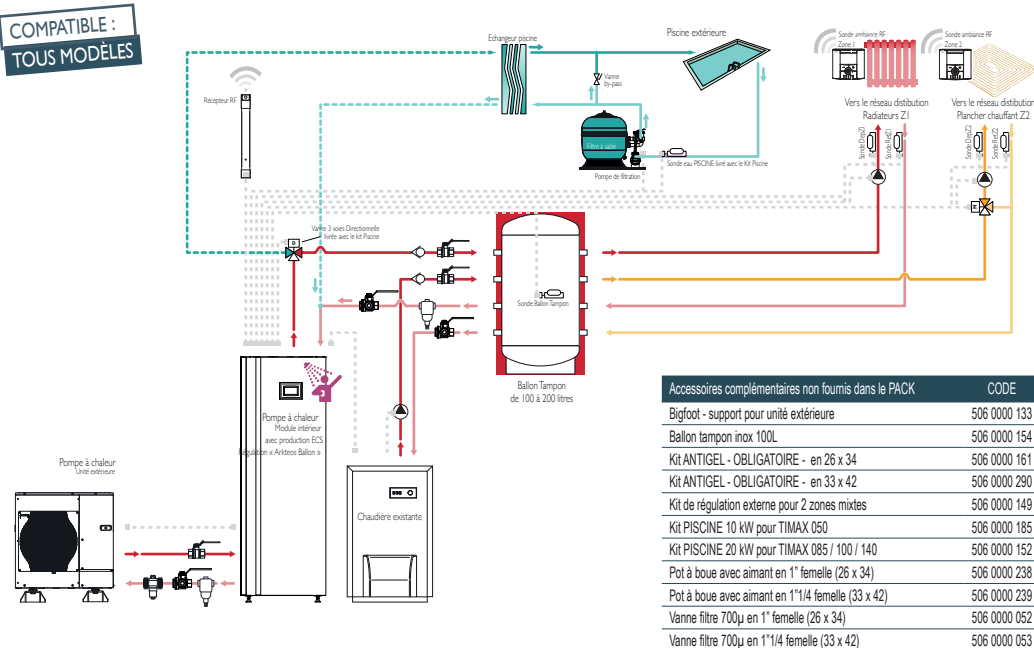 COMPATIBLE :
TOUS MODÈLES
Echangeur piscine
Piscine extérieure
Sonde ambiance RF
Zone 1
Sonde ambiance RF
Zone 2
Récepteur RF
Vanne
by-pass
Vers le réseau distibution
Radiateurs Z1
Vers le réseau distibution
Plancher chauffant Z2
Filtre à sable
Sonde DepZ1
Sonde RetZ1
Sonde DepZ2
Sonde RetZ2
Sonde eau PISCINE livré avec le Kit Piscine
Pompe de filtration
Vanne 3 voies Directionnelle
livrée avec le kit Piscine
Sonde Ballon Tampon
Ballon Tampon
de 100 à 200 litres
Pompe à chaleur
Module intérieur
avec production ECS
Régulation « Arkteos Ballon »
Pompe à chaleur
Unité extérieure
Chaudière existante
Accessoires complémentaires non fournis dans le PACK CODE
Bigfoot - support pour unité extérieure 506 0000 133
Ballon tampon inox 100L 506 0000 154
Kit ANTIGEL - OBLIGATOIRE - en 26 x 34 506 0000 161
Kit ANTIGEL - OBLIGATOIRE - en 33 x 42 506 0000 290
Kit de régulation externe pour 2 zones mixtes 506 0000 149
Kit PISCINE 10 kW pour TIMAX 050 506 0000 185
Kit PISCINE 20 kW pour TIMAX 085 / 100 / 140 506 0000 152
Pot à boue avec aimant en 1" femelle (26 x 34) 506 0000 238
Pot à boue avec aimant en 1"1/4 femelle (33 x 42) 506 0000 239
Vanne filtre 700µ en 1" femelle (26 x 34) 506 0000 052
Vanne filtre 700µ en 1"1/4 femelle (33 x 42) 506 0000 053